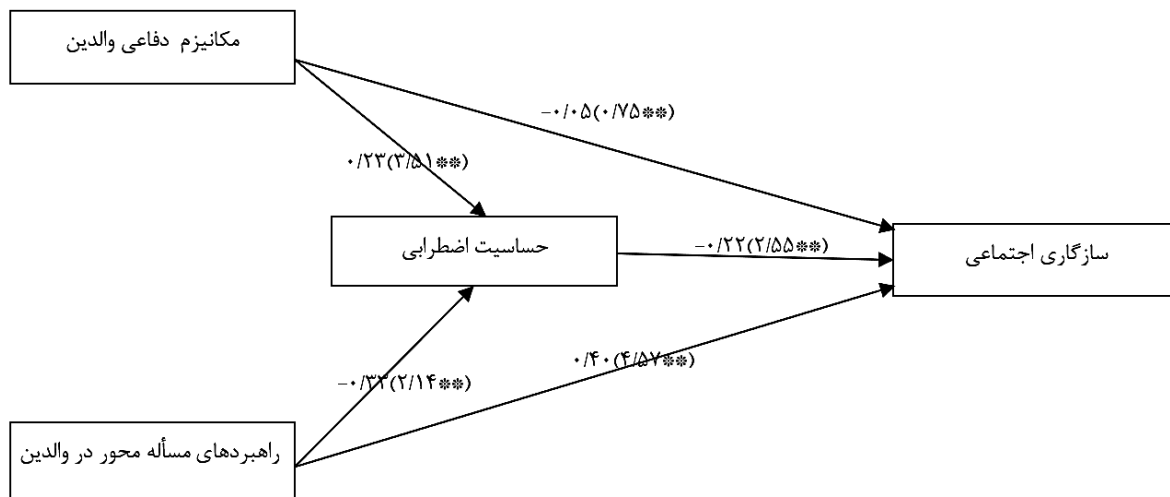 مکانیزم دفاعی والدین
−۰/۰۵(۰/۷۵**)
۰/۲۳(۳/۵۱**)
حساسیت اضطرابی
−۰/۲۲(۲/۵۵**)
سازگاری اجتماعی
−۰/۳۳(۲/۱۴**)
۰/۴۰(۴/۵۷**)
راهبردهای مسأله محور در والدین